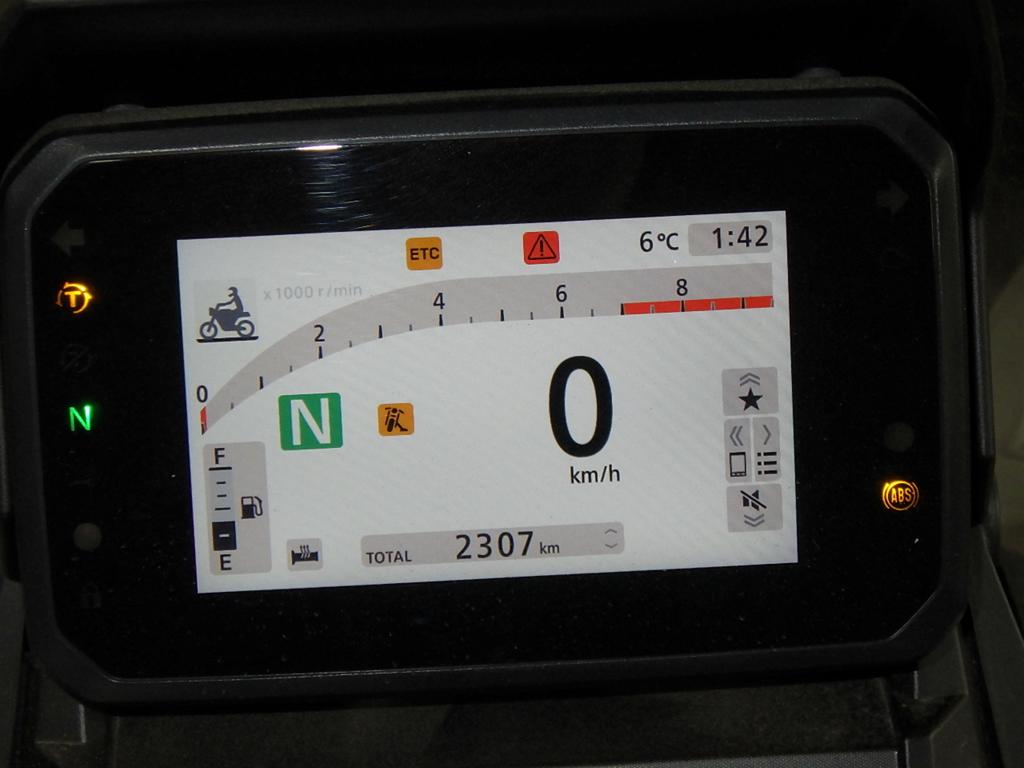 ETC
6°C 1:42
x1000 r/min
0 2 4 6 8
T
N
N
0
km/h
ABS
F
E
TOTAL 2307 km